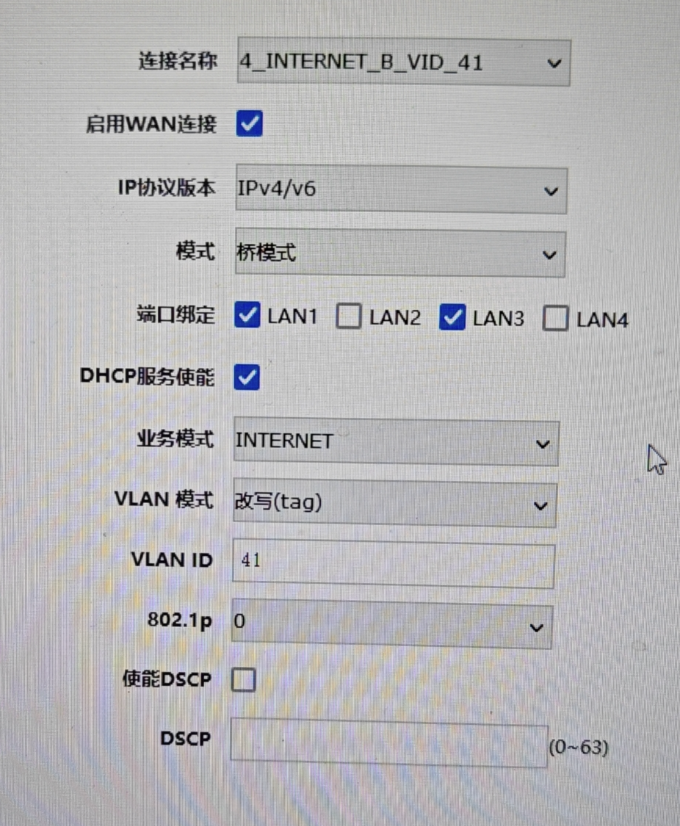 连接名称 4_INTERNET_B_VID_41
启用WAN连接
IP协议版本 IPv4/v6
模式 桥模式
端口绑定 LAN1 LAN2 LAN3 LAN4
DHCP服务使能
业务模式 INTERNET
VLAN 模式 改写(tag)
VLAN ID 41
802.1p 0
使能DSCP
DSCP (0~63)